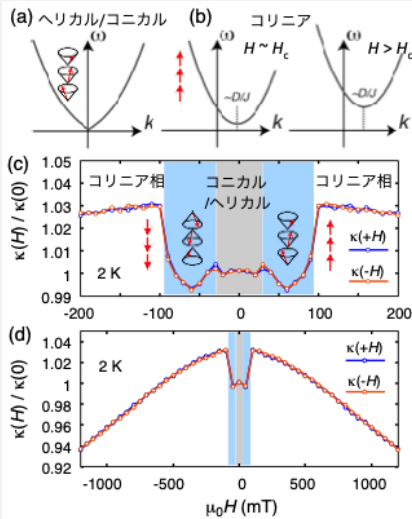 (a) ヘリカル/コニカル (b) コリニア
ω ω H ~ Hc ω H > Hc
~D/J ~D/J
k k k
(c)
κ(H) / κ(0)
1.05
1.04
1.03
1.02
1.01
1
0.99
コリニア相 コニカル コリニア相
/ヘリカル
κ(+H)
κ(-H)
2 K
-200 -100 0 100 200
(d)
κ(H) / κ(0)
1.04
1.02
1
0.98
0.96
0.94
0.92
2 K
κ(+H)
κ(-H)
-1000 -500 0 500 1000
μ0H (mT)